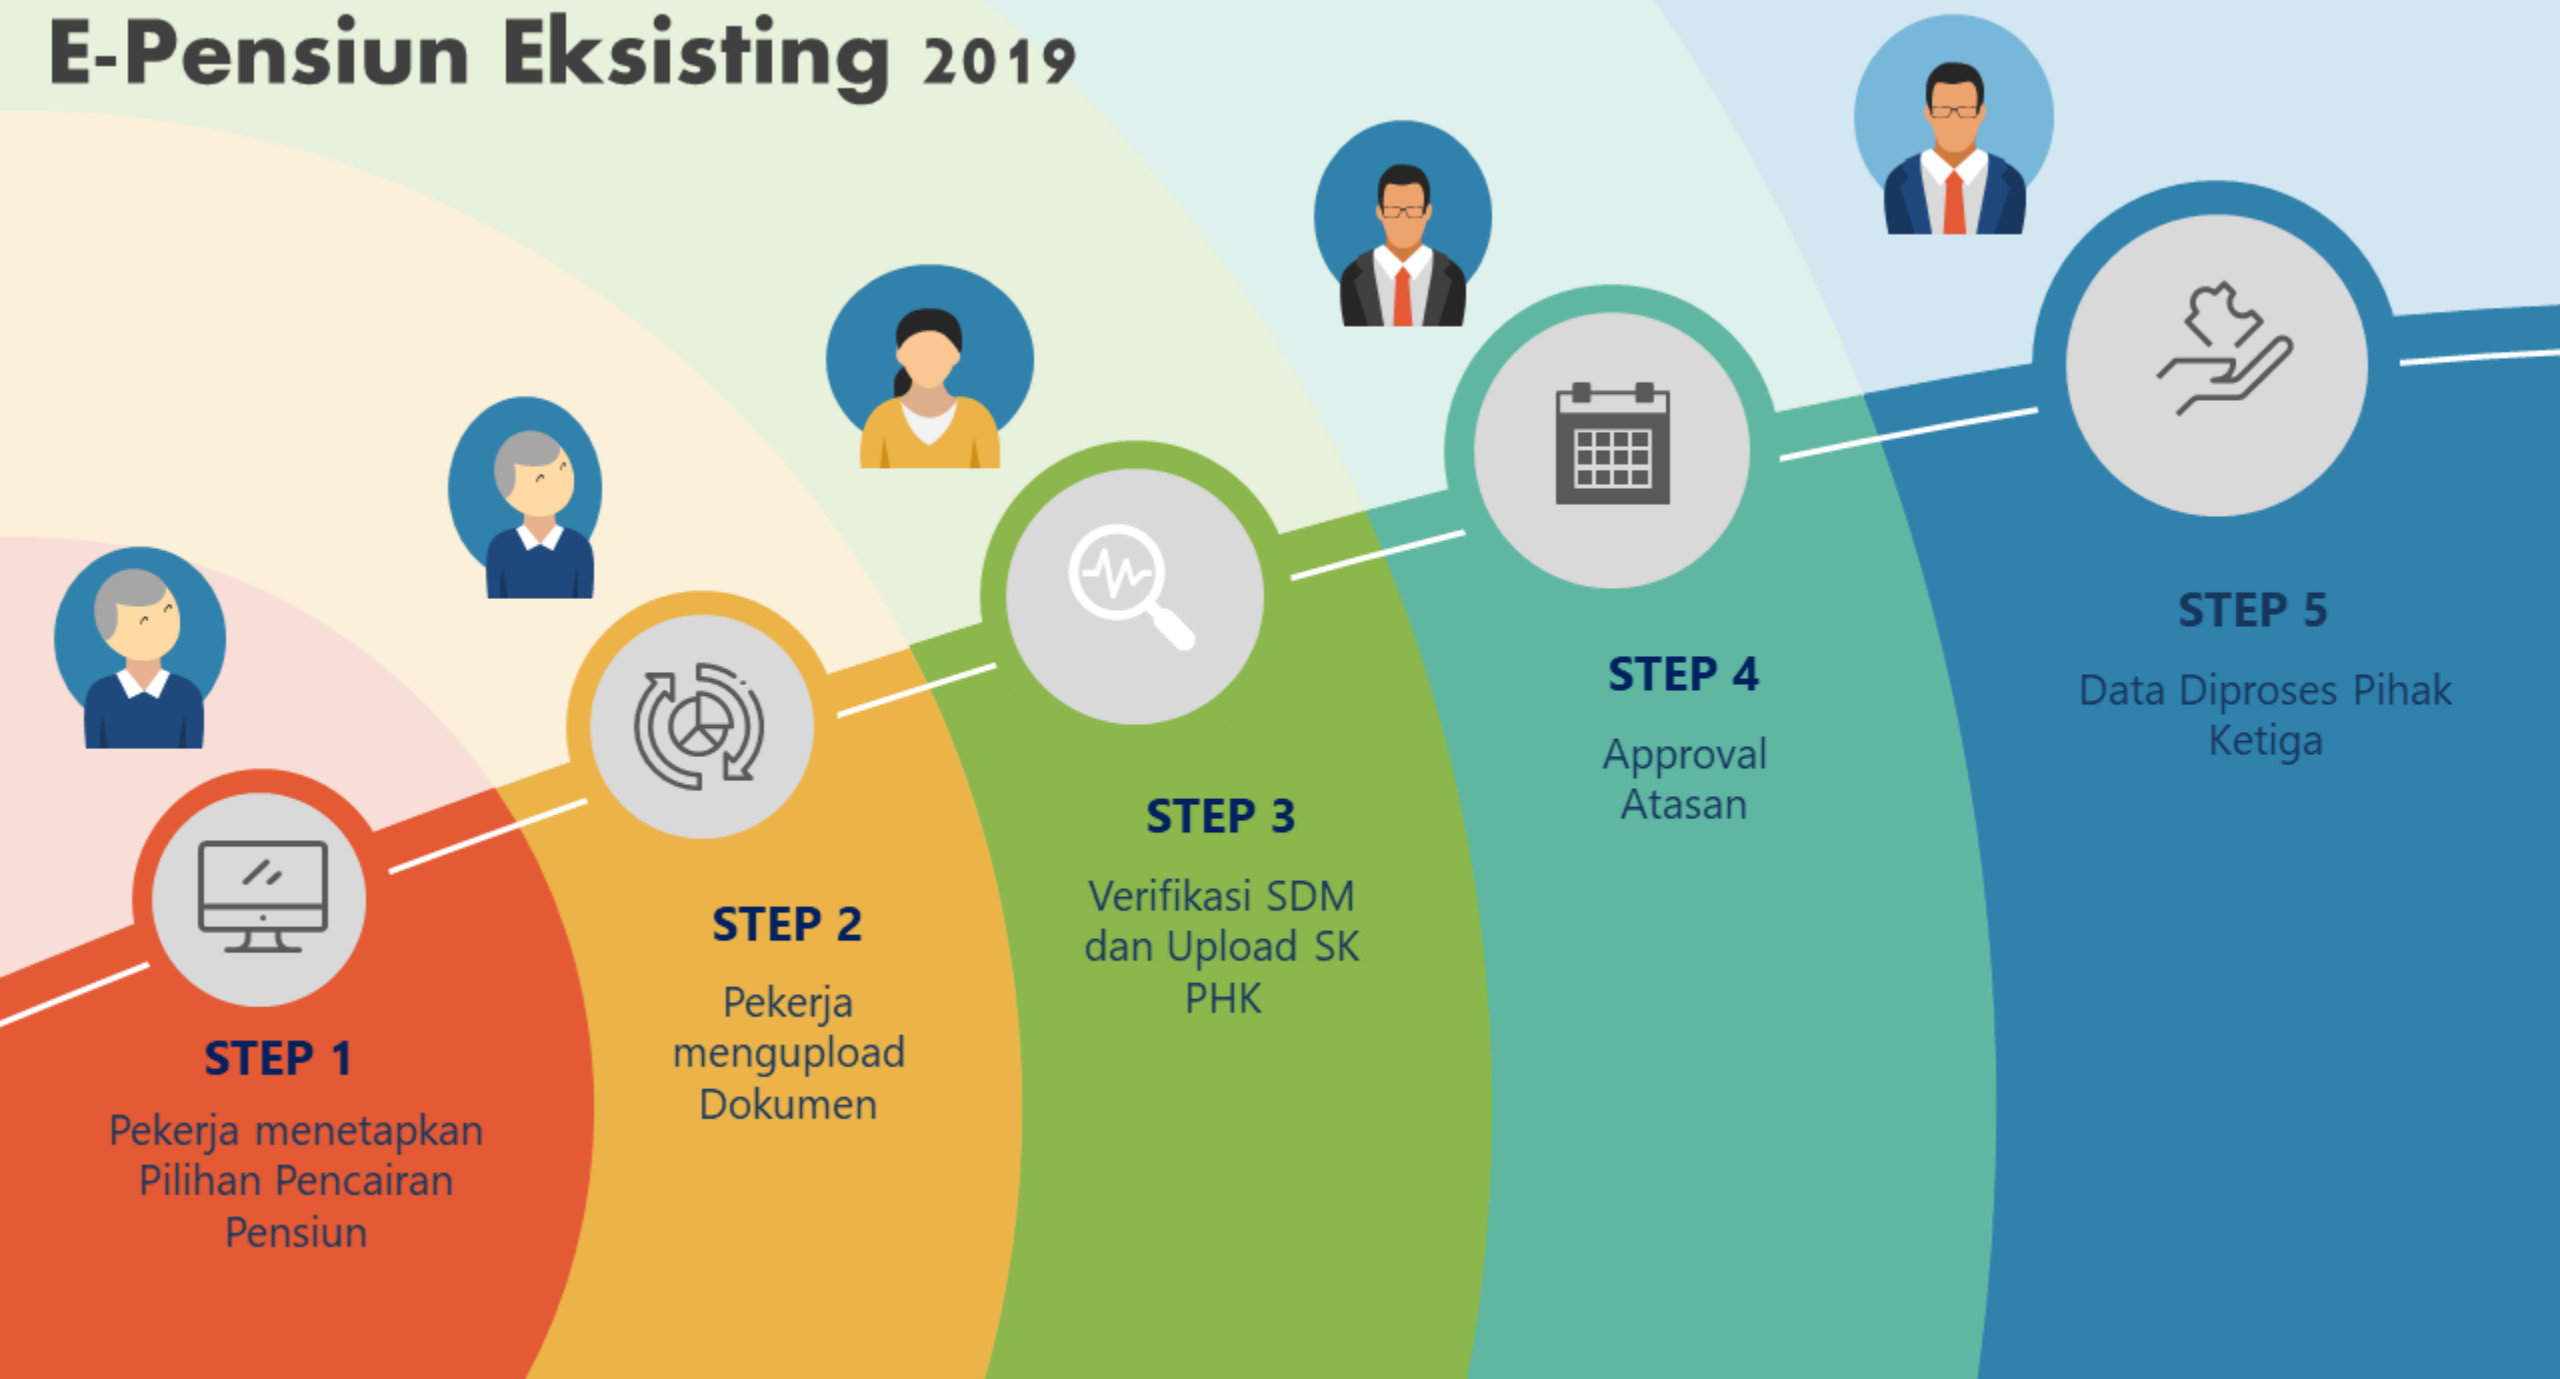 E-Pensiun Eksisting 2019
STEP 1
Pekerja menetapkan
Pilihan Pencairan
Pensiun
STEP 2
Pekerja
mengupload
Dokumen
STEP 3
Verifikasi SDM
dan Upload SK
PHK
STEP 4
Approval
Atasan
STEP 5
Data Diproses Pihak
Ketiga